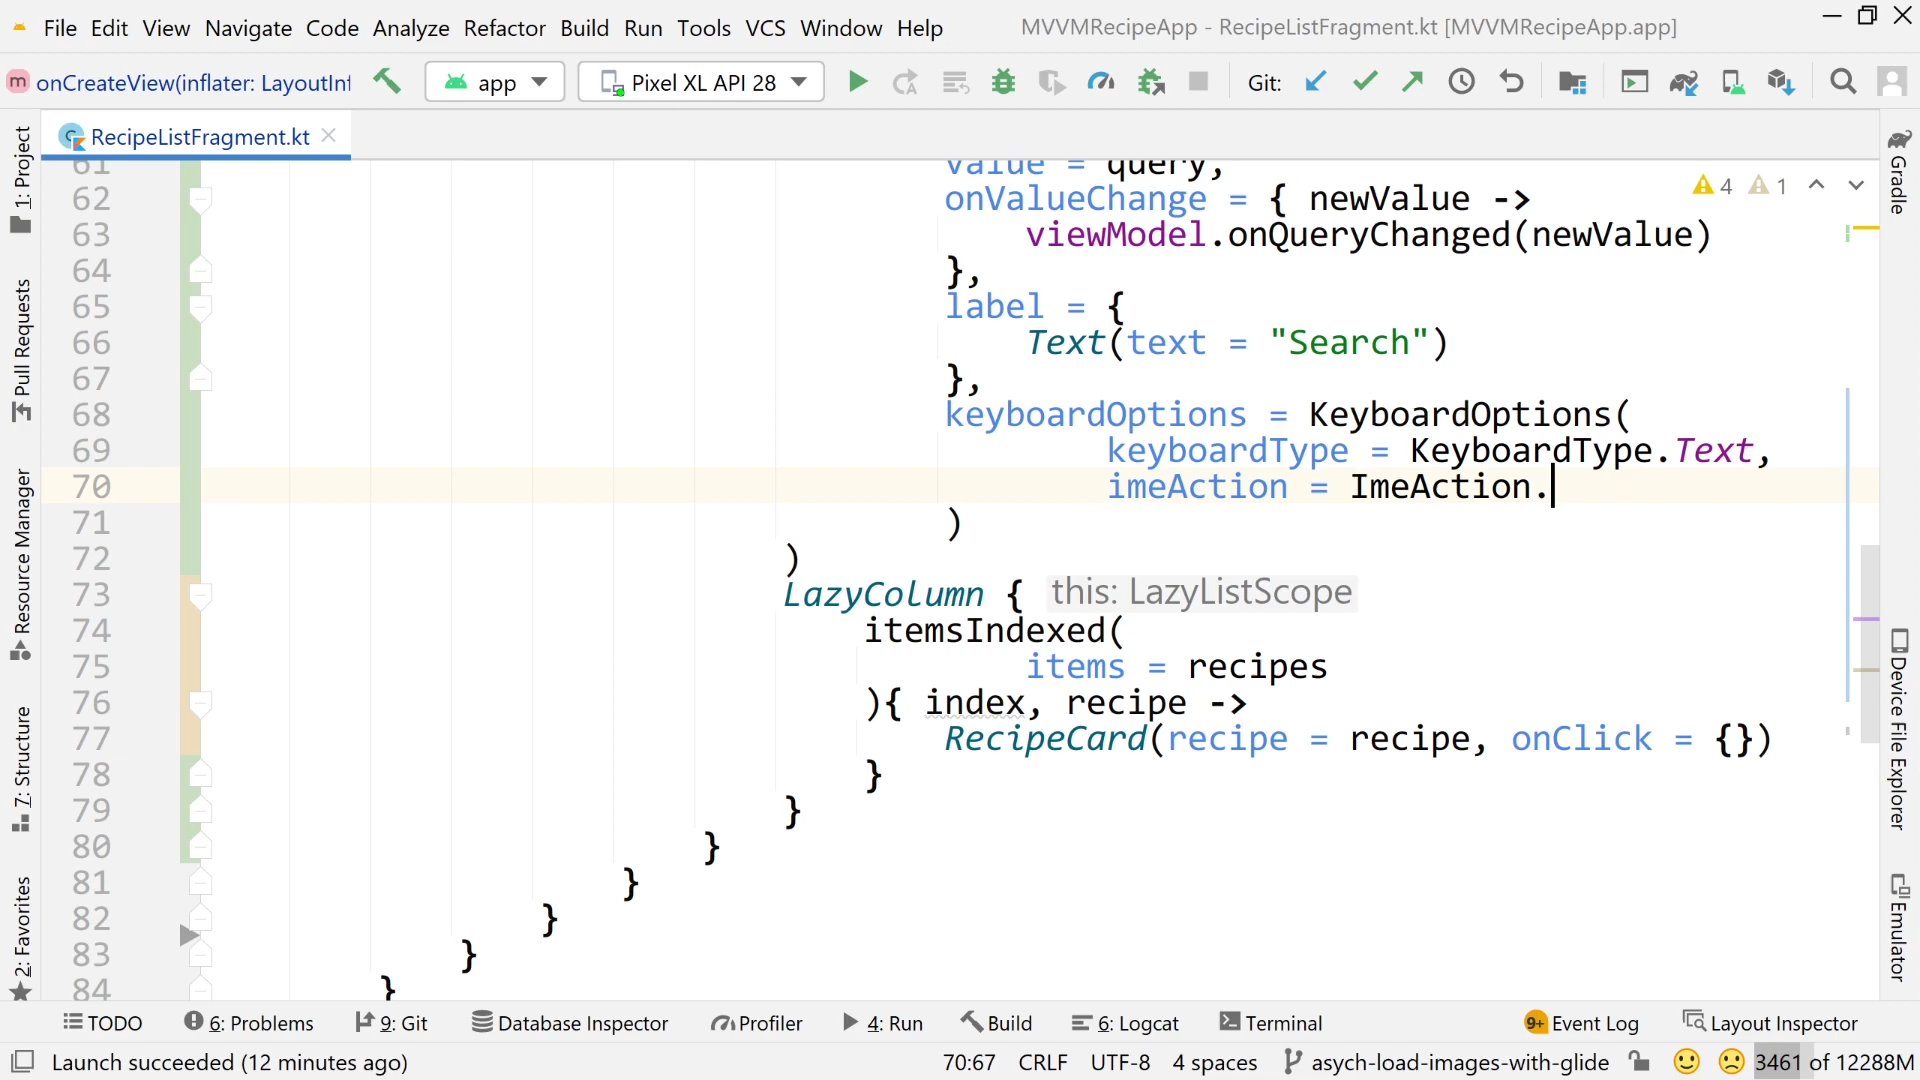 File Edit View Navigate Code Analyze Refactor Build Run Tools VCS Window Help MVVMRecipeApp - RecipeListFragment.kt [MVVMRecipeApp.app]
m onCreateView(inflater: LayoutInf app Pixel XL API 28 Git:
RecipeListFragment.kt
61 value = query,
62 onValueChange = { newValue -> 4 1
63 viewModel.onQueryChanged(newValue)
64 },
65 label = {
66 Text(text = "Search")
67 },
68 keyboardOptions = KeyboardOptions(
69 keyboardType = KeyboardType.Text,
70 imeAction = ImeAction.
71 )
72 )
73 LazyColumn { this: LazyListScope
74 itemsIndexed(
75 items = recipes
76 ){ index, recipe ->
77 RecipeCard(recipe = recipe, onClick = {})
78 }
79 }
80 }
81 }
82 }
83 }
84 }
1: Project
Pull Requests
Resource Manager
7: Structure
2: Favorites
Gradle
Device File Explorer
Emulator
TODO 6: Problems 9: Git Database Inspector Profiler 4: Run Build 6: Logcat Terminal 9+ Event Log Layout Inspector
Launch succeeded (12 minutes ago) 70:67 CRLF UTF-8 4 spaces asych-load-images-with-glide 3461 of 12288M